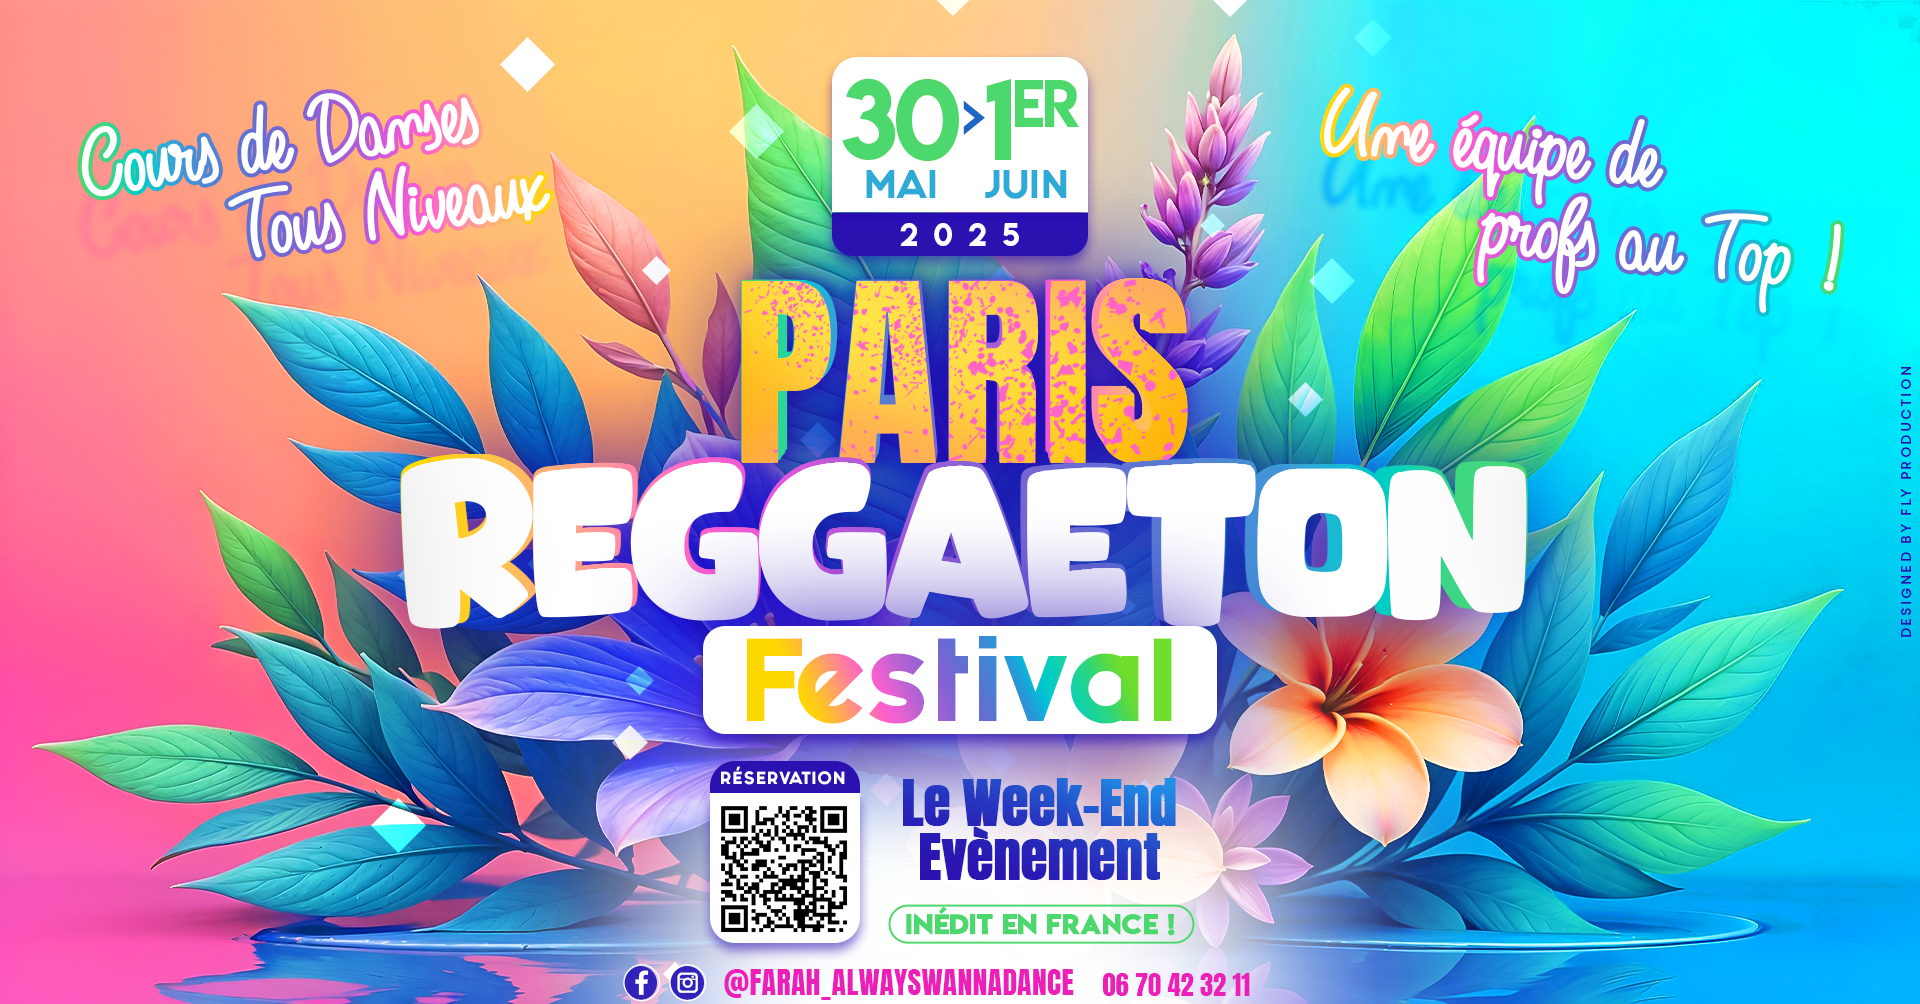 Cours de Danses
Tous Niveaux
30>1ER
MAI JUIN
2025
Une équipe de
profs au Top !
PARIS
REGGAETON
Festival
RÉSERVATION
Le Week-End
Evènement
INÉDIT EN FRANCE !
@FARAH_ALWAYSWANNADANCE 06 70 42 32 11
DESIGNED BY FLY PRODUCTION